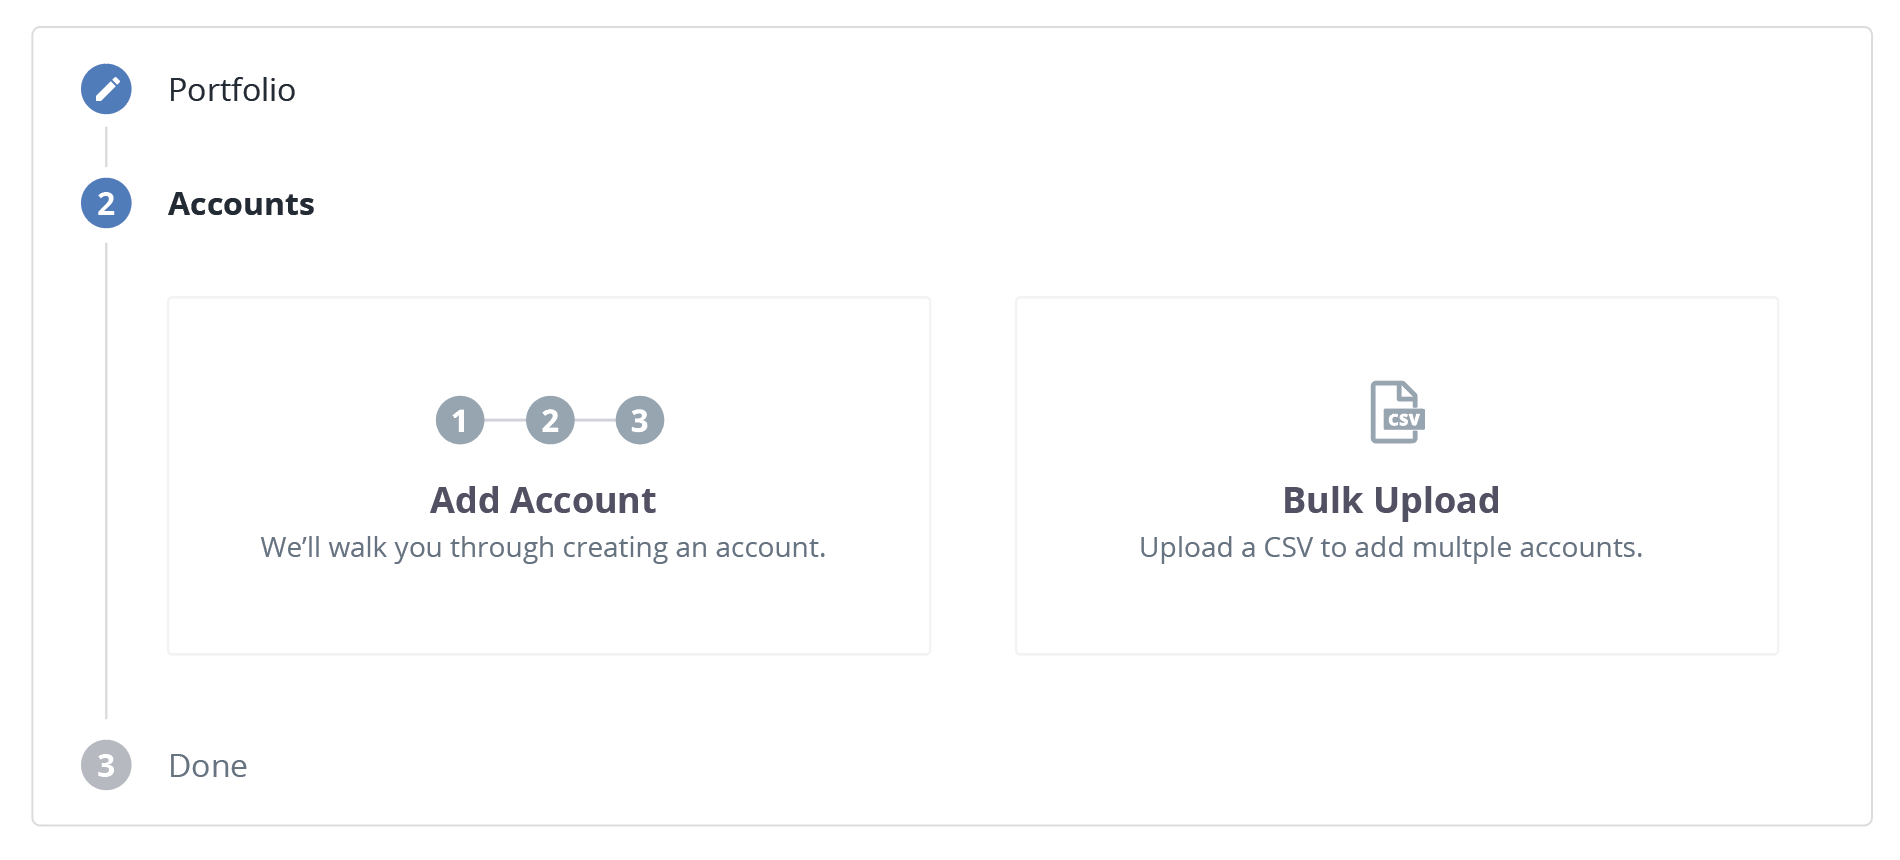 Portfolio
2 Accounts
1 2 3
Add Account
We’ll walk you through creating an account.
CSV
Bulk Upload
Upload a CSV to add multple accounts.
3 Done